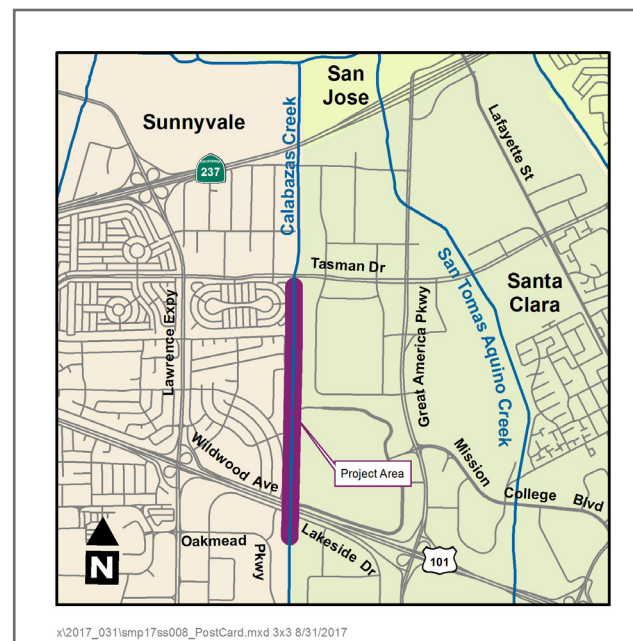 San
Jose
Sunnyvale
Calabazas Creek
Lafayette St
CALIFORNIA
237
Tasman Dr
San Tomas Aquino Creek
Santa
Clara
Lawrence Expy
Great America Pkwy
Wildwood Ave
Project Area
Mission
College Blvd
Oakmead
Pkwy
Lakeside Dr
101
N
x\2017_031\smp17ss008_PostCard.mxd 3x3 8/31/2017